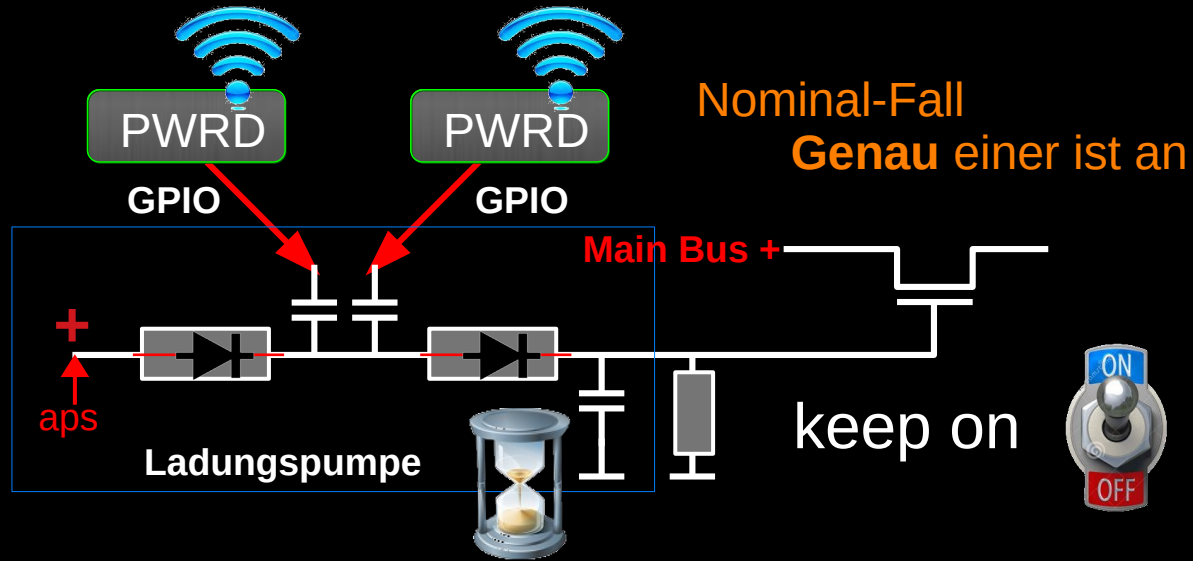 PWRD
PWRD
Nominal-Fall
Genau einer ist an
GPIO
GPIO
Main Bus +
+
aps
Ladungspumpe
keep on
ON
OFF